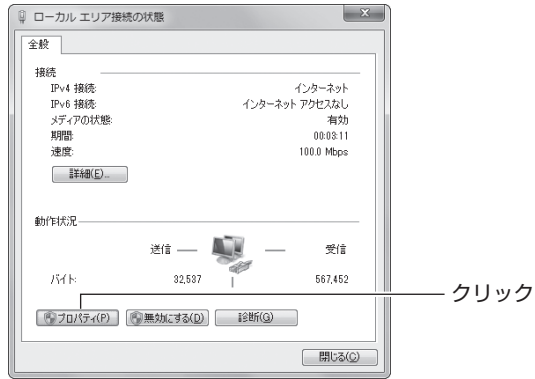 ローカル エリア接続の状態
全般
接続
IPv4 接続: インターネット
IPv6 接続: インターネット アクセスなし
メディアの状態: 有効
期間: 00:03:11
速度: 100.0 Mbps
詳細(E)...
動作状況
送信 受信
バイト: 32,537 567,452
クリック
プロパティ(P) 無効にする(D) 診断(G)
閉じる(C)